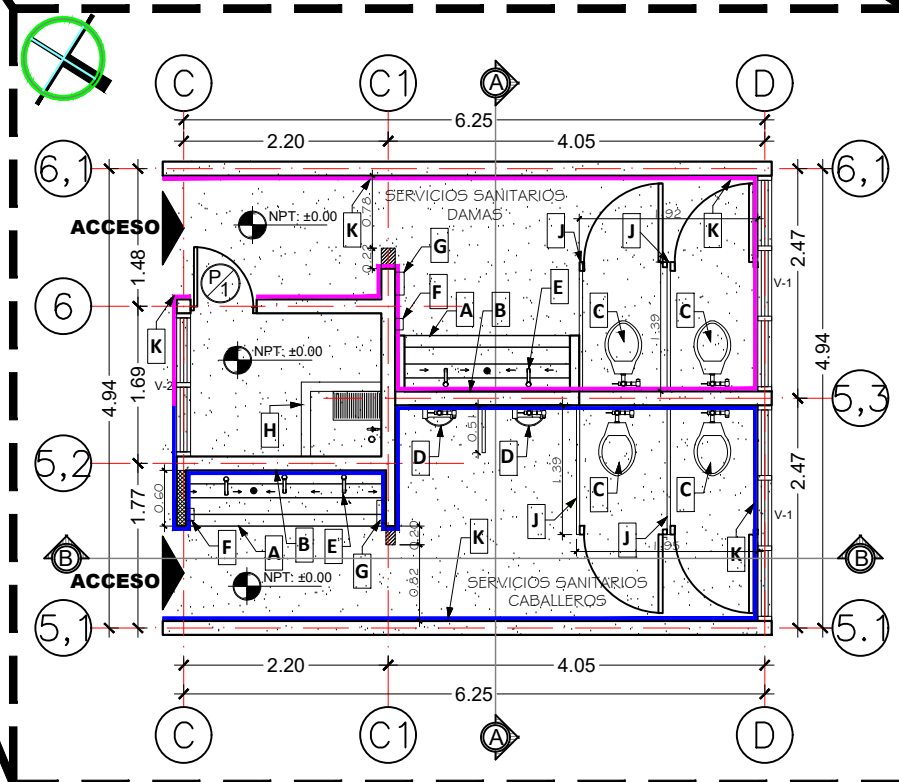 C
C1
A
D
6.25
2.20
4.05
6,1
6,1
SERVICIOS SANITARIOS
DAMAS
1.92
0.78
K
J
J
K
ACCESO
NPT: ±0.00
1.48
2.47
G
0.22
P
1
F
A
B
E
C
C
V-1
6
K
NPT: ±0.00
1.39
4.94
1.69
4.94
V-2
5,3
H
D
0.51
D
C
C
1.39
5,2
2.47
0.60
1.77
V-1
F
A
B
E
G
0.20
K
J
J
K
B
1.95
B
ACCESO
NPT: ±0.00
0.82
SERVICIOS SANITARIOS
CABALLEROS
5,1
5.1
2.20
4.05
6.25
C
C1
A
D